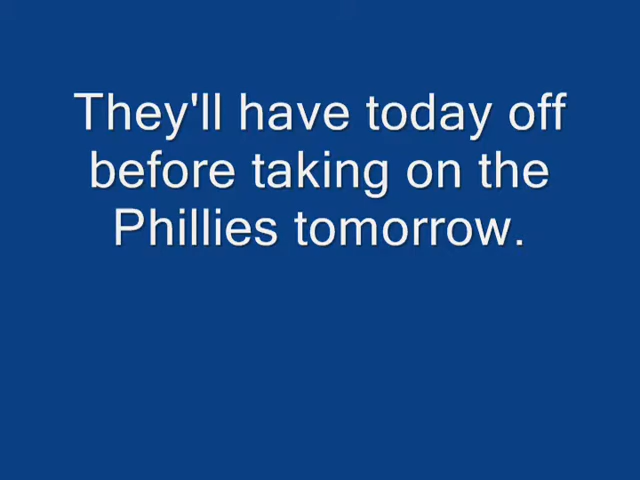 They'll have today off
before taking on the
Phillies tomorrow.